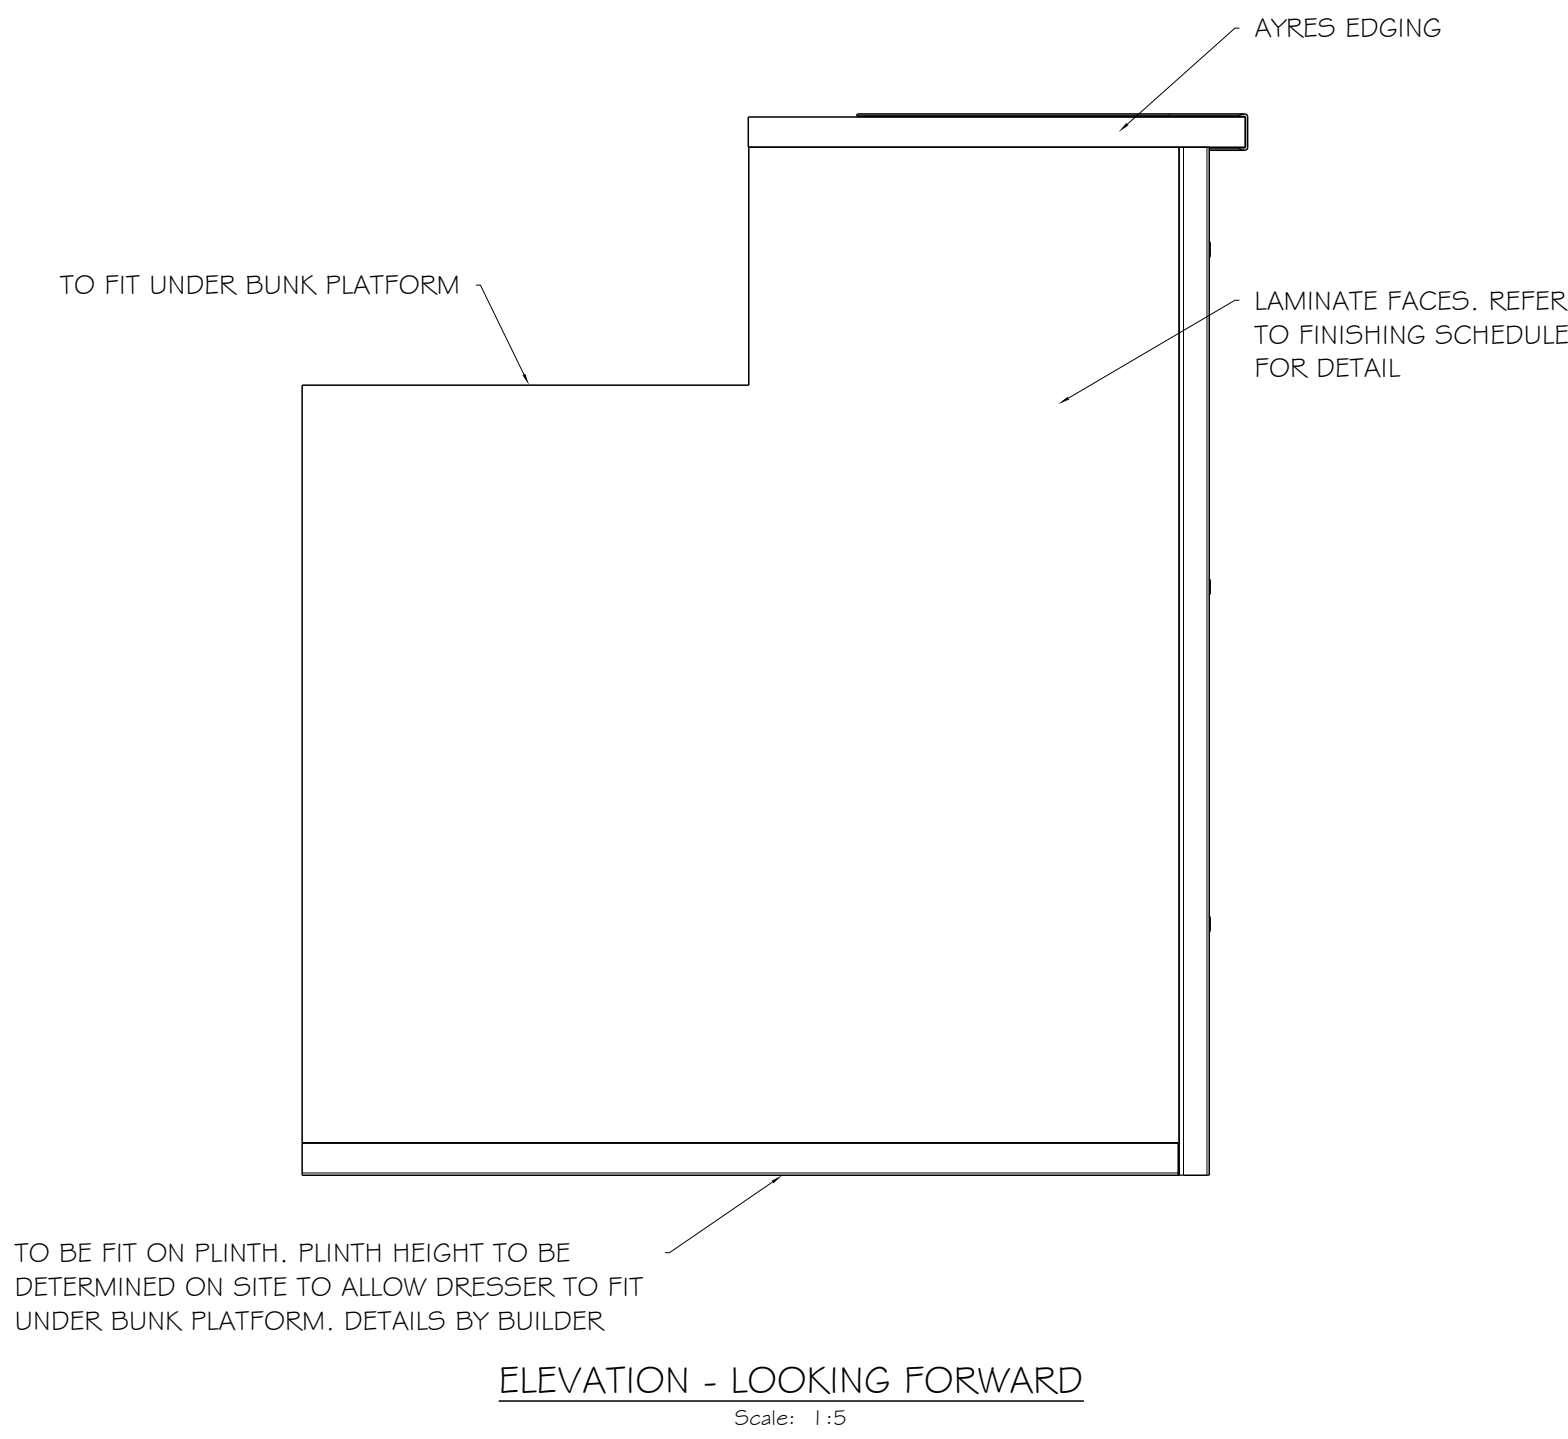 AYRES EDGING
TO FIT UNDER BUNK PLATFORM
LAMINATE FACES. REFER
TO FINISHING SCHEDULE
FOR DETAIL
TO BE FIT ON PLINTH. PLINTH HEIGHT TO BE
DETERMINED ON SITE TO ALLOW DRESSER TO FIT
UNDER BUNK PLATFORM. DETAILS BY BUILDER
ELEVATION - LOOKING FORWARD
Scale: 1:5